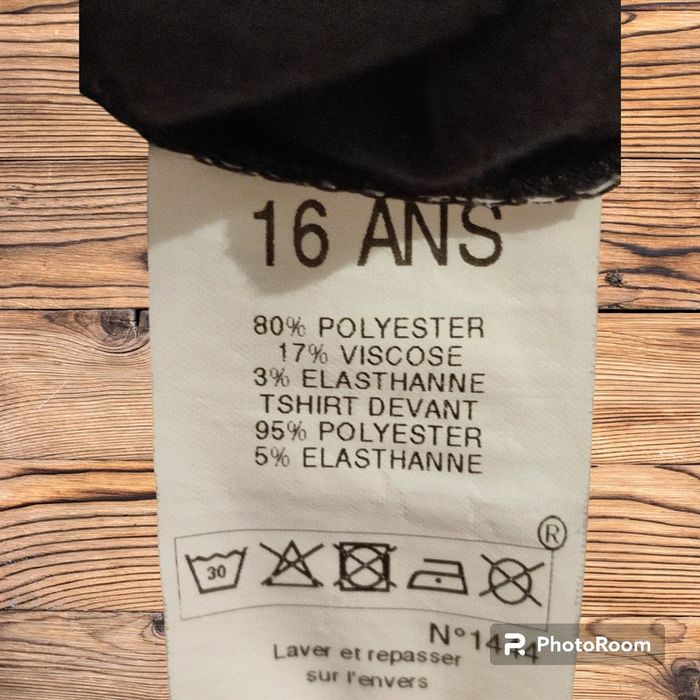 16 ANS
80% POLYESTER
17% VISCOSE
3% ELASTHANNE
TSHIRT DEVANT
95% POLYESTER
5% ELASTHANNE
®
30
PhotoRoom
Laver et repasser
sur l'envers